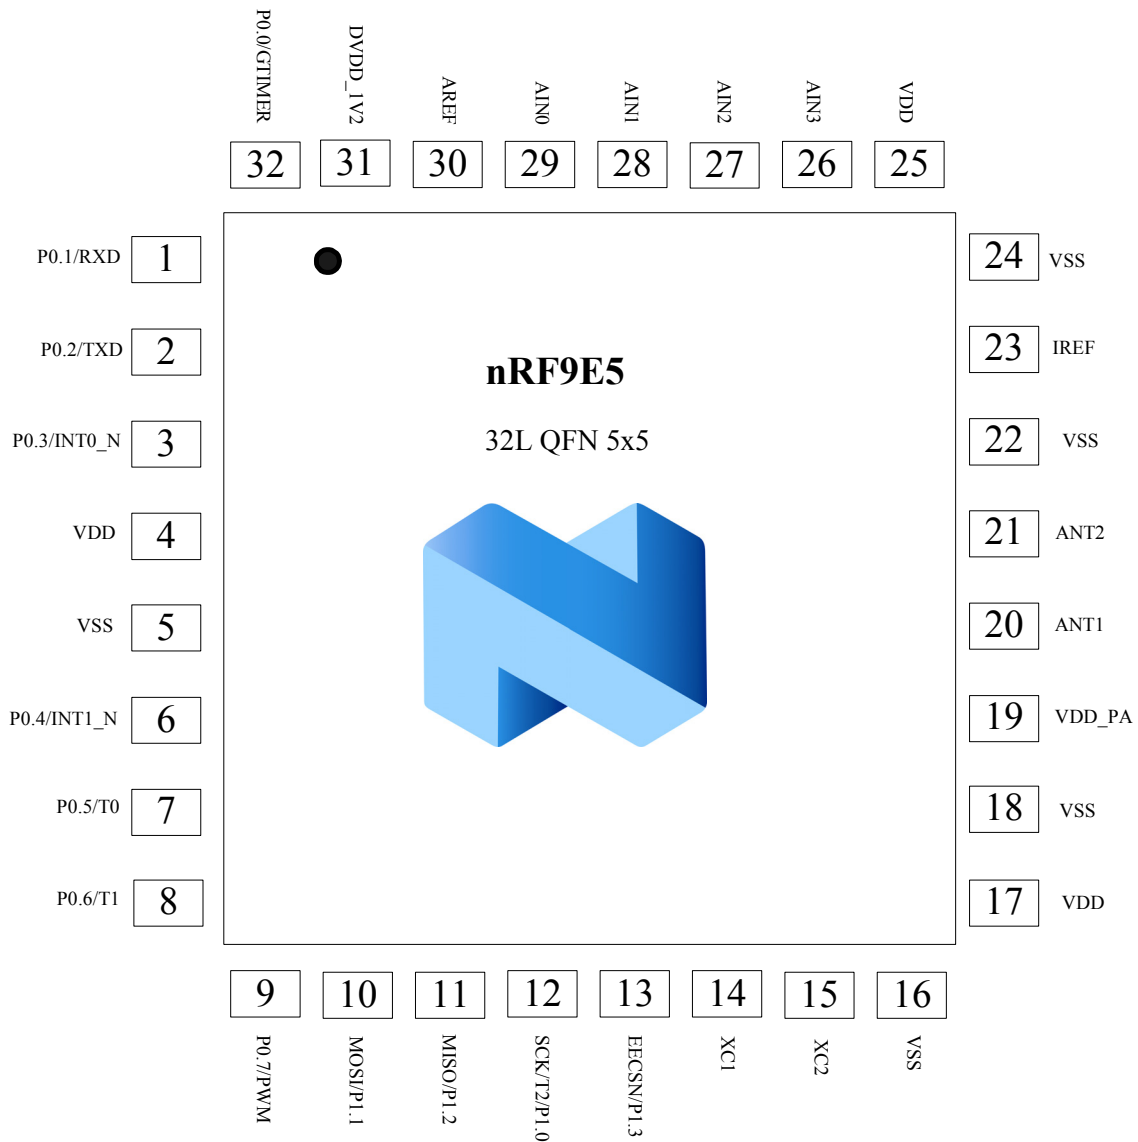 P0.0/GTIMER
DVDD_1V2
AREF
AIN0
AIN1
AIN2
AIN3
VDD
32
31
30
29
28
27
26
25
P0.1/RXD 1
P0.2/TXD 2
P0.3/INT0_N 3
VDD 4
VSS 5
P0.4/INT1_N 6
P0.5/T0 7
P0.6/T1 8
nRF9E5
32L QFN 5x5
24 VSS
23 IREF
22 VSS
21 ANT2
20 ANT1
19 VDD_PA
18 VSS
17 VDD
9
10
11
12
13
14
15
16
P0.7/PWM
MOSI/P1.1
MISO/P1.2
SCK/T2/P1.0
EECSN/P1.3
XC1
XC2
VSS